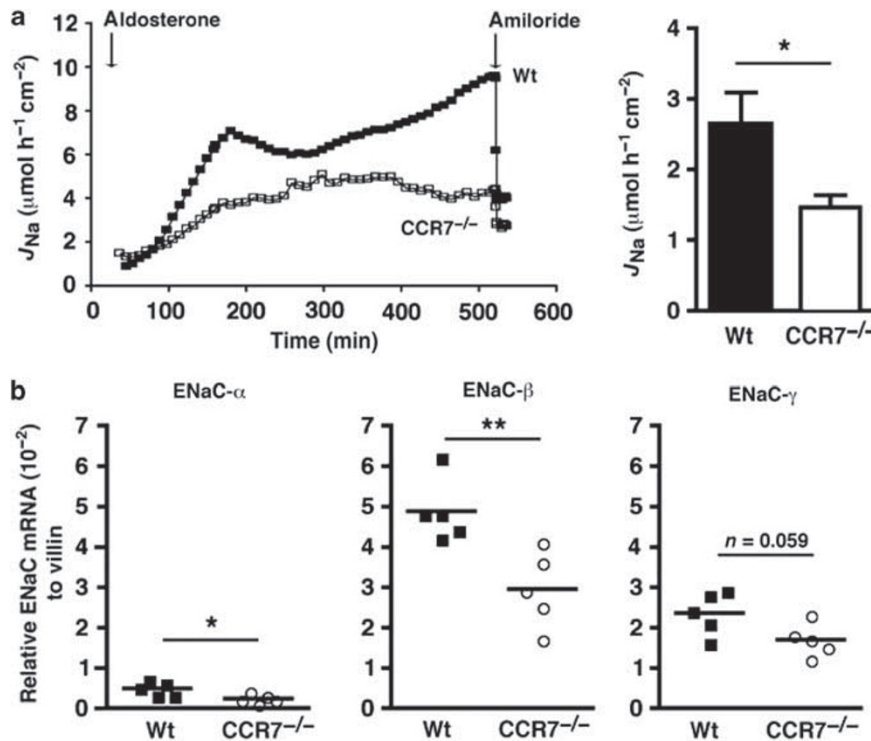 a
Aldosterone
Amiloride
Wt
CCR7–/–
J Na (μmol h–1 cm–2)
12
10
8
6
4
2
0
0 100 200 300 400 500 600
Time (min)
*
J Na (μmol h–1 cm–2)
4
3
2
1
0
Wt CCR7–/–
b
ENaC-α
Relative ENaC mRNA (10–2)
to villin
7
6
5
4
3
2
1
0
*
Wt CCR7–/–
ENaC-β
7
6
5
4
3
2
1
0
**
Wt CCR7–/–
ENaC-γ
7
6
5
4
3
2
1
0
n = 0.059
Wt CCR7–/–